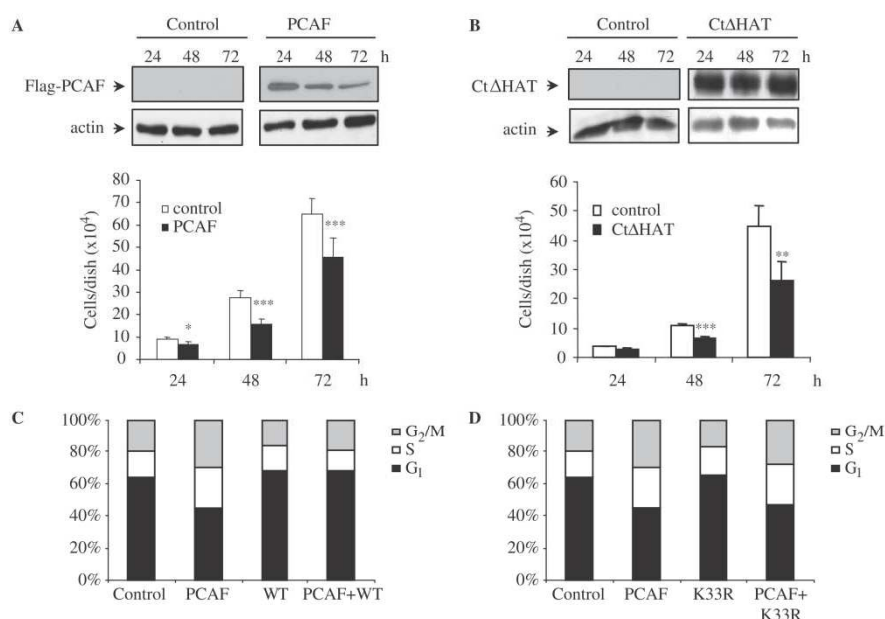 A
Control PCAF
24 48 72 24 48 72 h
Flag-PCAF
actin
80
70
60
50
40
30
20
10
0
Cells/dish (x10⁴)
control
PCAF
*
***
***
24 48 72 h
B
Control CtΔHAT
24 48 72 24 48 72 h
CtΔHAT
actin
60
50
40
30
20
10
0
Cells/dish (x10⁴)
control
CtΔHAT
***
**
24 48 72 h
C
100%
80%
60%
40%
20%
0%
G₂/M
S
G₁
Control PCAF WT PCAF+WT
D
100%
80%
60%
40%
20%
0%
G₂/M
S
G₁
Control PCAF K33R PCAF+
K33R